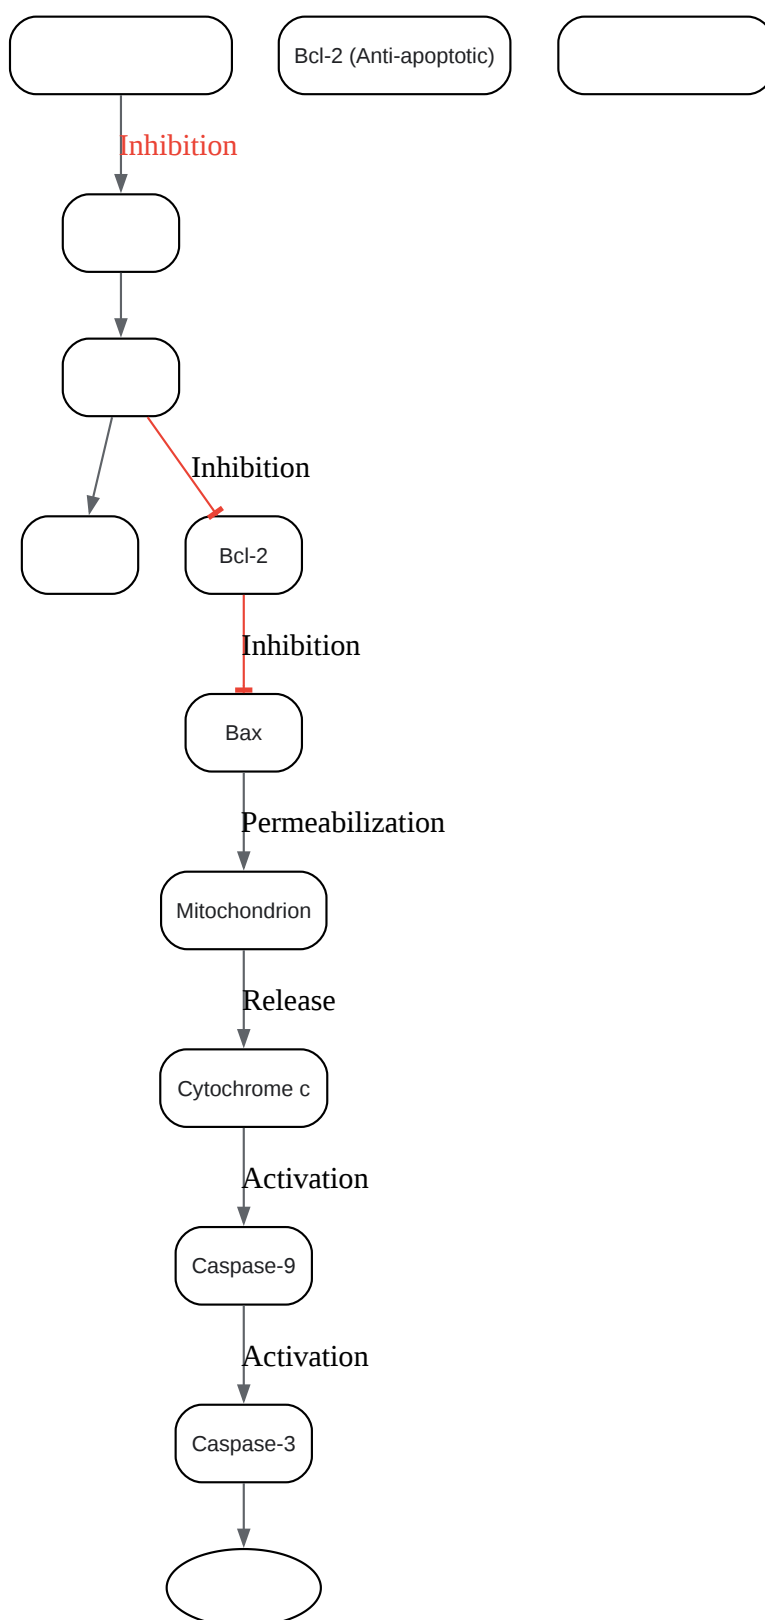 Bcl-2 (Anti-apoptotic)
Inhibition
Inhibition
Bcl-2
Inhibition
Bax
Permeabilization
Mitochondrion
Release
Cytochrome c
Activation
Caspase-9
Activation
Caspase-3